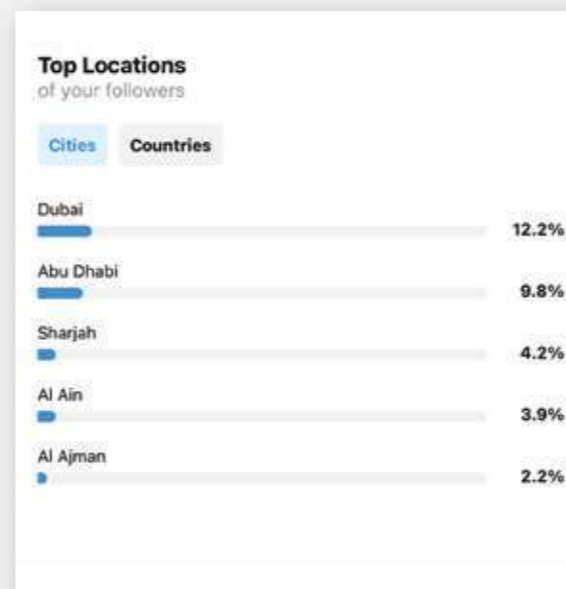 Top Locations
of your followers
Cities Countries
Dubai
12.2%
Abu Dhabi
9.8%
Sharjah
4.2%
Al Ain
3.9%
Al Ajman
2.2%